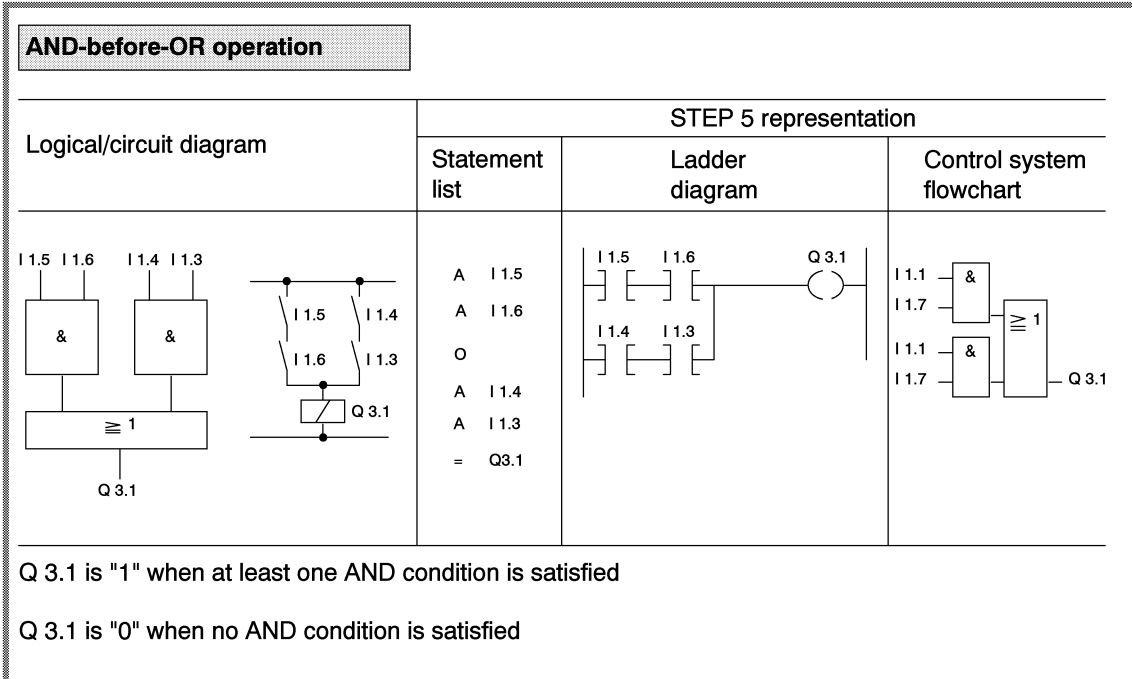 AND-before-OR operation
Logical/circuit diagram
STEP 5 representation
Statement
list
Ladder
diagram
Control system
flowchart
I 1.5 I 1.6 I 1.4 I 1.3
& &
≧ 1
Q 3.1
I 1.5 I 1.4
I 1.6 I 1.3
Q 3.1
A I 1.5
A I 1.6
O
A I 1.4
A I 1.3
= Q3.1
I 1.5 I 1.6 Q 3.1
I 1.4 I 1.3
I 1.1 &
I 1.7
≧ 1
I 1.1 &
I 1.7
Q 3.1
Q 3.1 is "1" when at least one AND condition is satisfied
Q 3.1 is "0" when no AND condition is satisfied